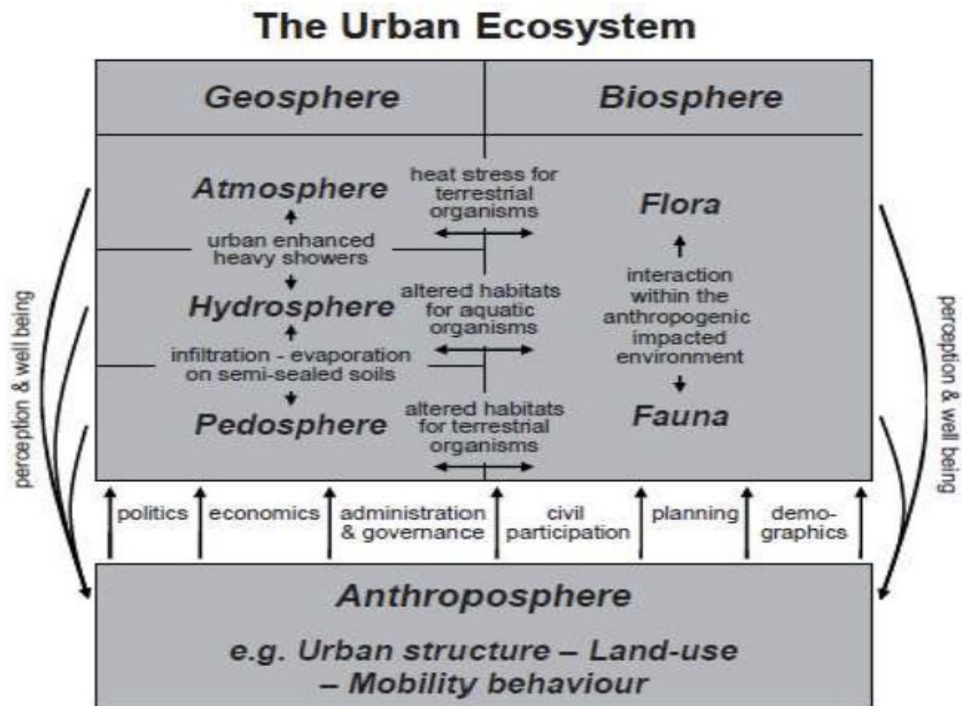 The Urban Ecosystem
Geosphere
Biosphere
Atmosphere
urban enhanced
heavy showers
Hydrosphere
infiltration - evaporation
on semi-sealed soils
Pedosphere
heat stress for
terrestrial
organisms
altered habitats
for aquatic
organisms
altered habitats
for terrestrial
organisms
Flora
interaction
within the
anthropogenic
impacted
environment
Fauna
perception & well being
perception & well being
politics
economics
administration
& governance
civil
participation
planning
demo-
graphics
Anthroposphere
e.g. Urban structure – Land-use
– Mobility behaviour